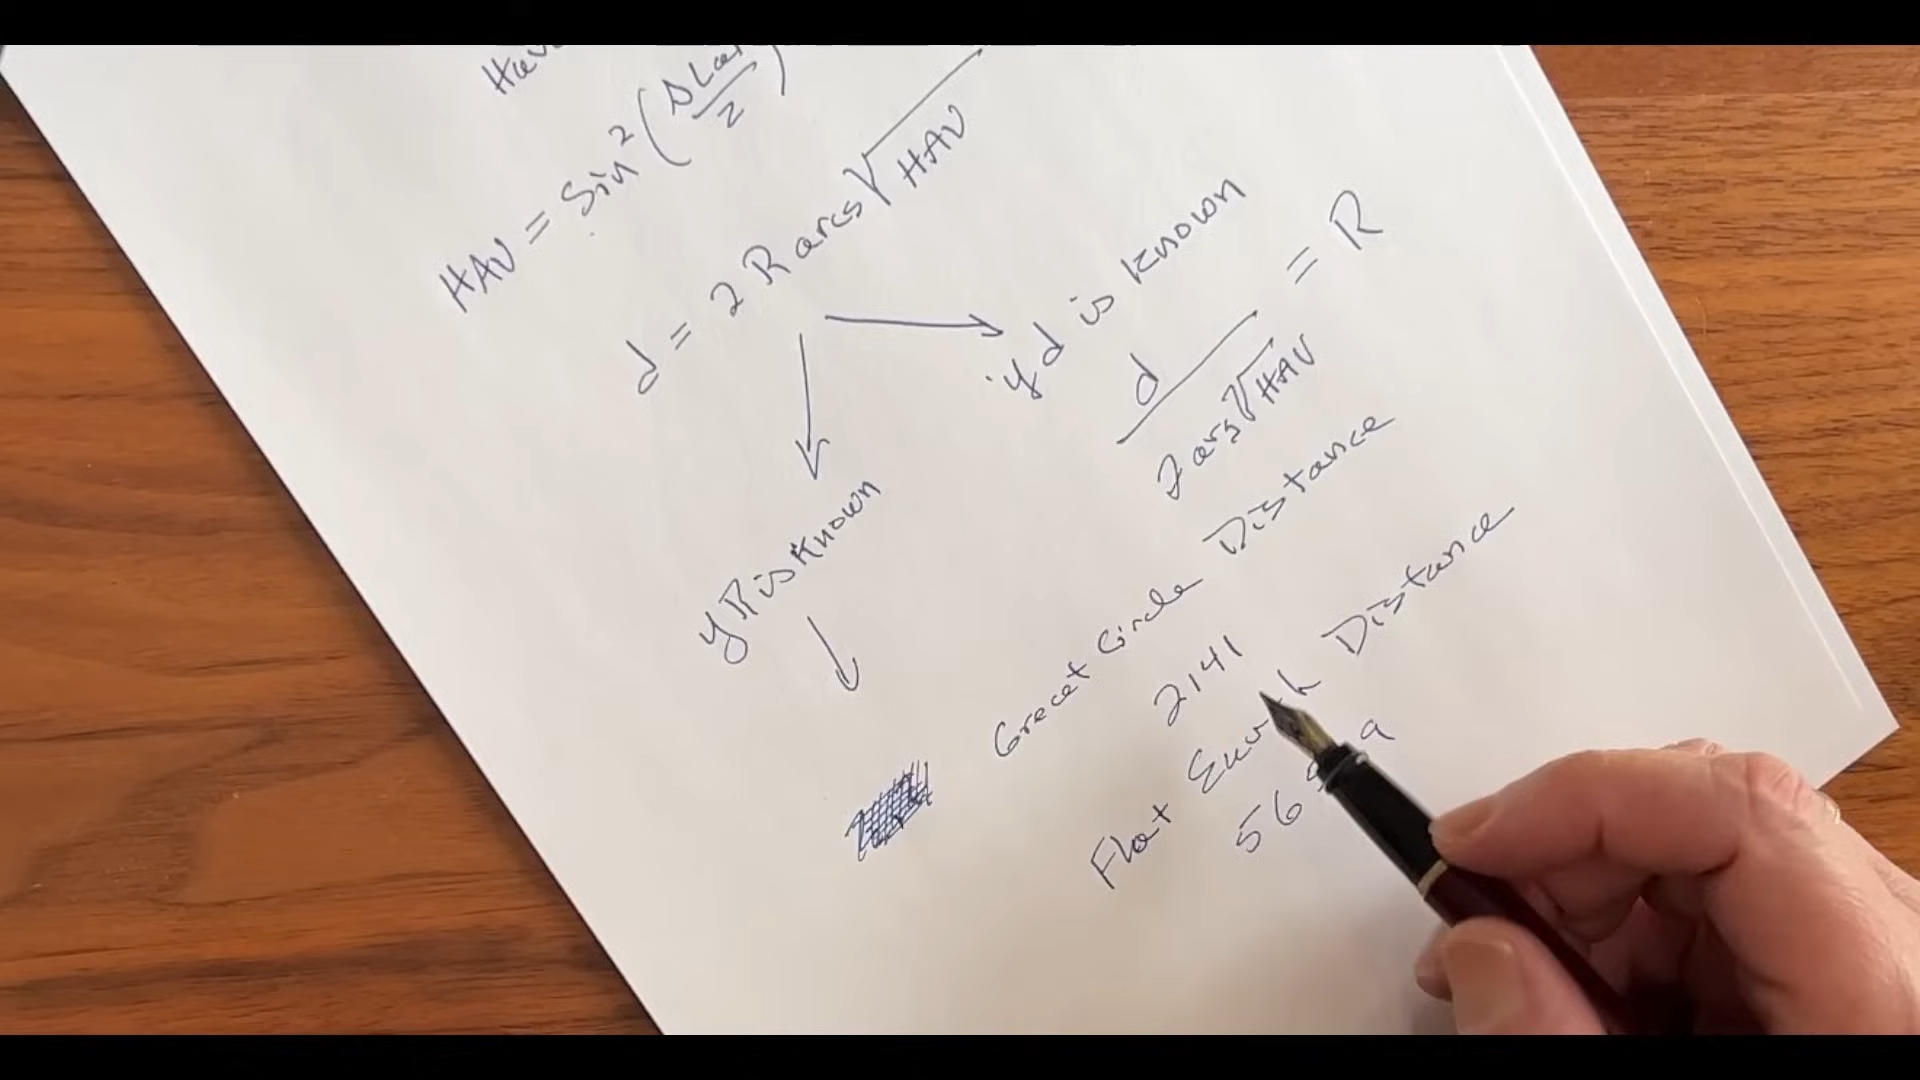 HAV = Sin²(ΔLat/2)
d = 2 R arcs√HAV
if d is known
d / 2 arcs√HAV = R
if R is known
Great Circle Distance
2141
Flat Earth Distance
56